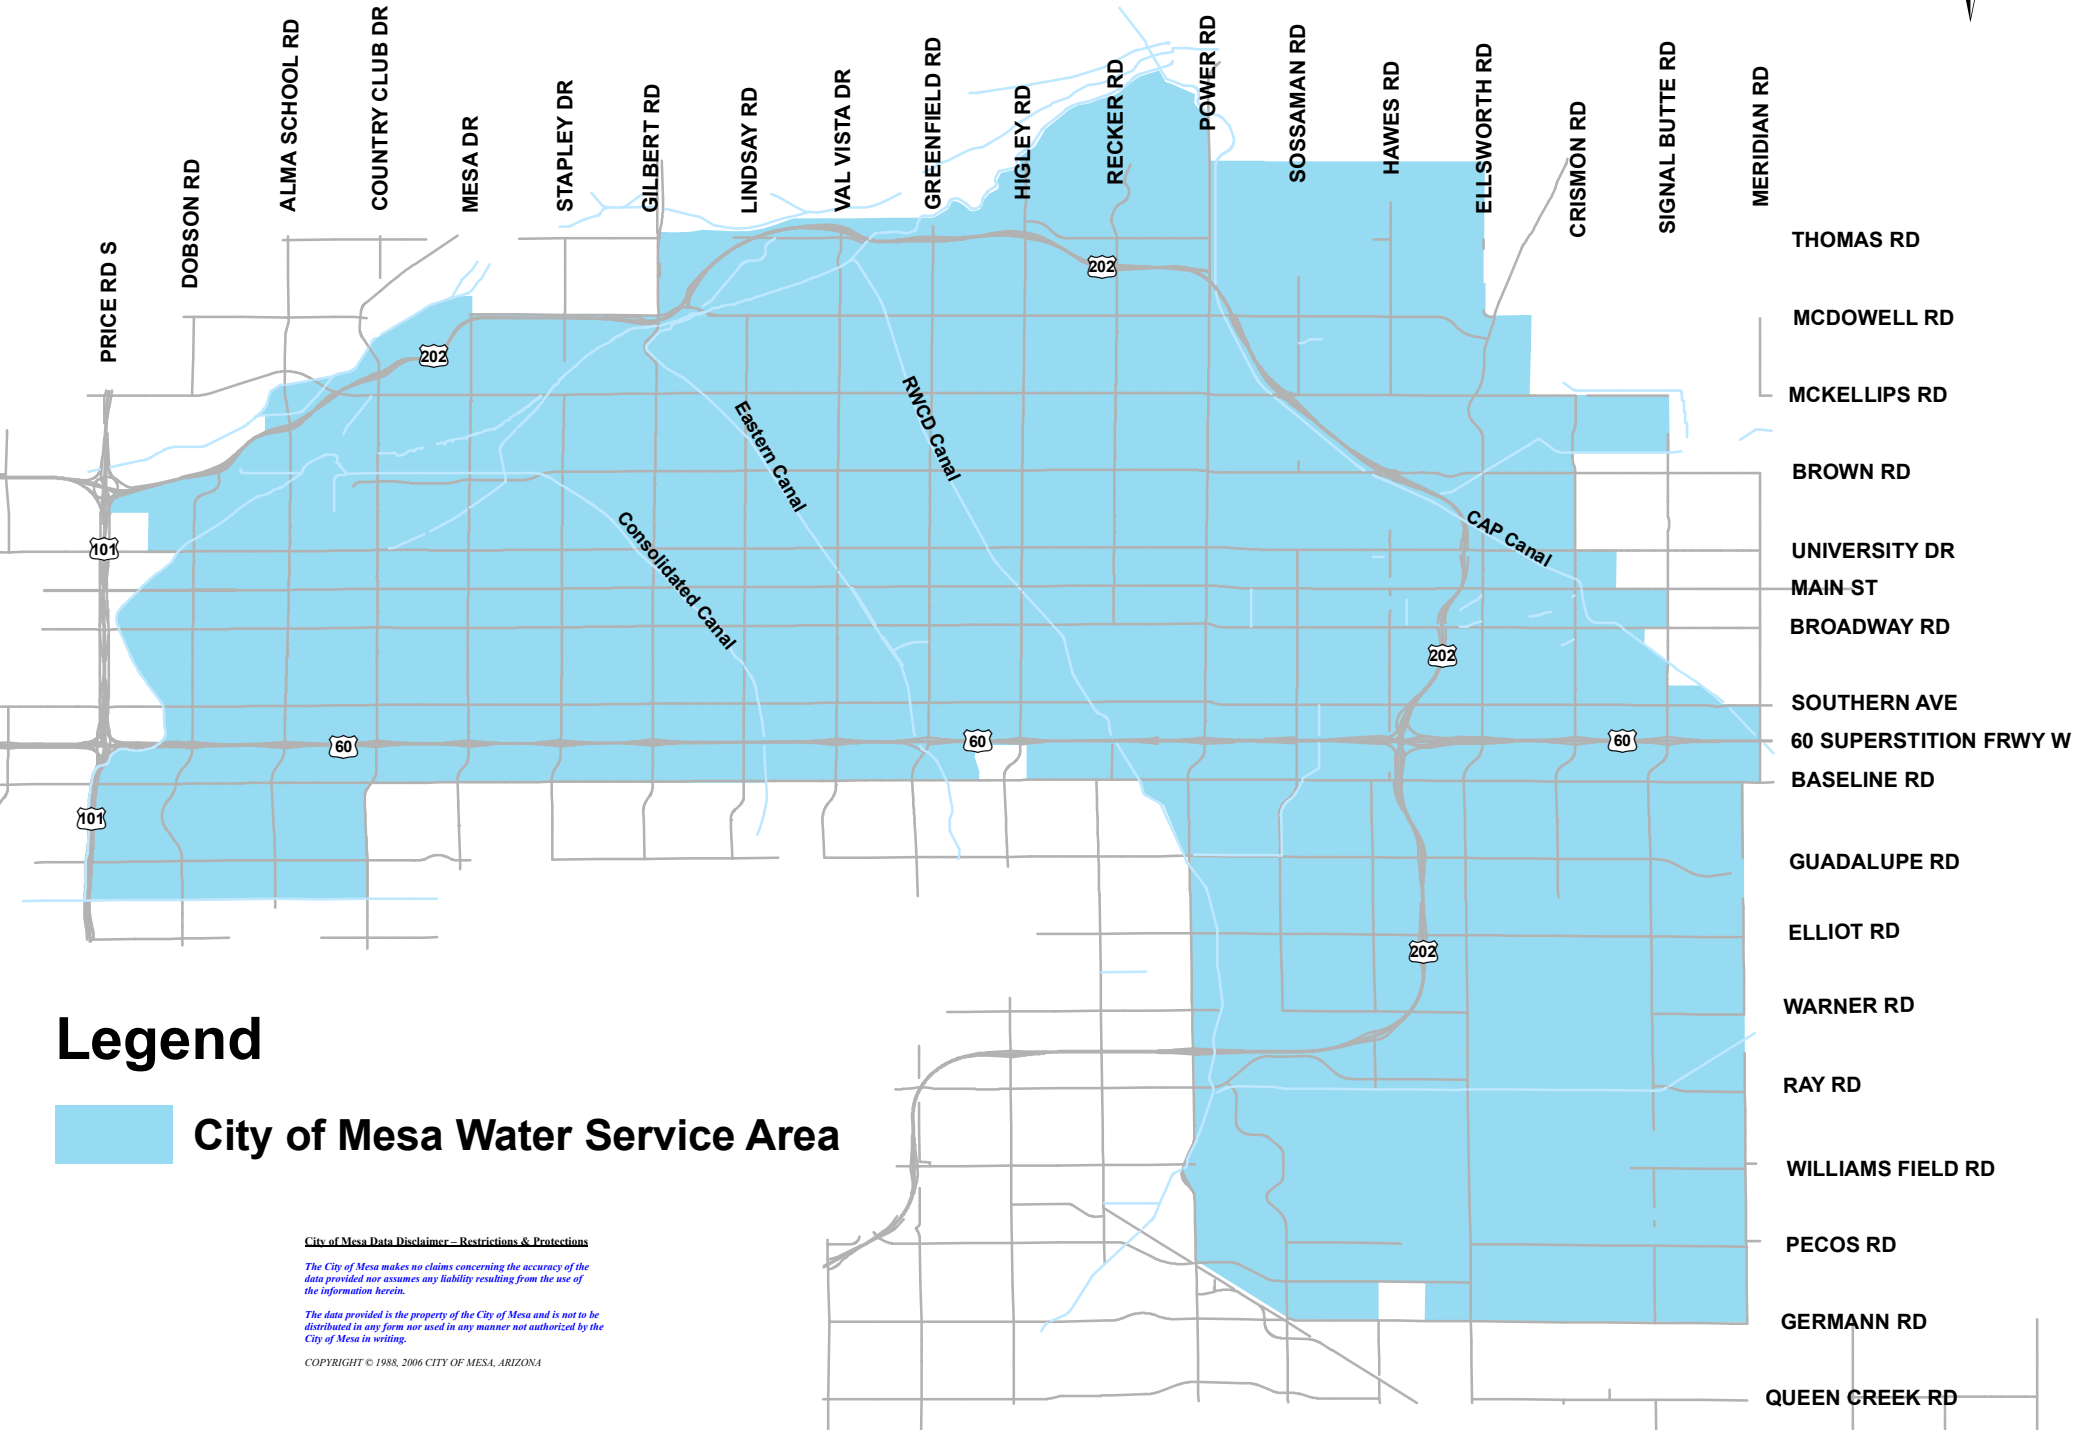 PRICE RD S
DOBSON RD
ALMA SCHOOL RD
COUNTRY CLUB DR
MESA DR
STAPLEY DR
GILBERT RD
LINDSAY RD
VAL VISTA DR
GREENFIELD RD
HIGLEY RD
RECKER RD
POWER RD
SOSSAMAN RD
HAWES RD
ELLSWORTH RD
CRISMON RD
SIGNAL BUTTE RD
MERIDIAN RD
THOMAS RD
202
MCDOWELL RD
202
MCKELLIPS RD
RWCD Canal
Eastern Canal
BROWN RD
Consolidated Canal
CAP Canal
101
UNIVERSITY DR
MAIN ST
BROADWAY RD
202
SOUTHERN AVE
60
60
60
60 SUPERSTITION FRWY W
BASELINE RD
101
GUADALUPE RD
ELLIOT RD
202
WARNER RD
Legend
RAY RD
City of Mesa Water Service Area
WILLIAMS FIELD RD
PECOS RD
City of Mesa Data Disclaimer – Restrictions & Protections
The City of Mesa makes no claims concerning the accuracy of the
data provided nor assumes any liability resulting from the use of
the information herein.
The data provided is the property of the City of Mesa and is not to be
distributed in any form nor used in any manner not authorized by the
City of Mesa in writing.
COPYRIGHT © 1988, 2006 CITY OF MESA, ARIZONA
GERMANN RD
QUEEN CREEK RD